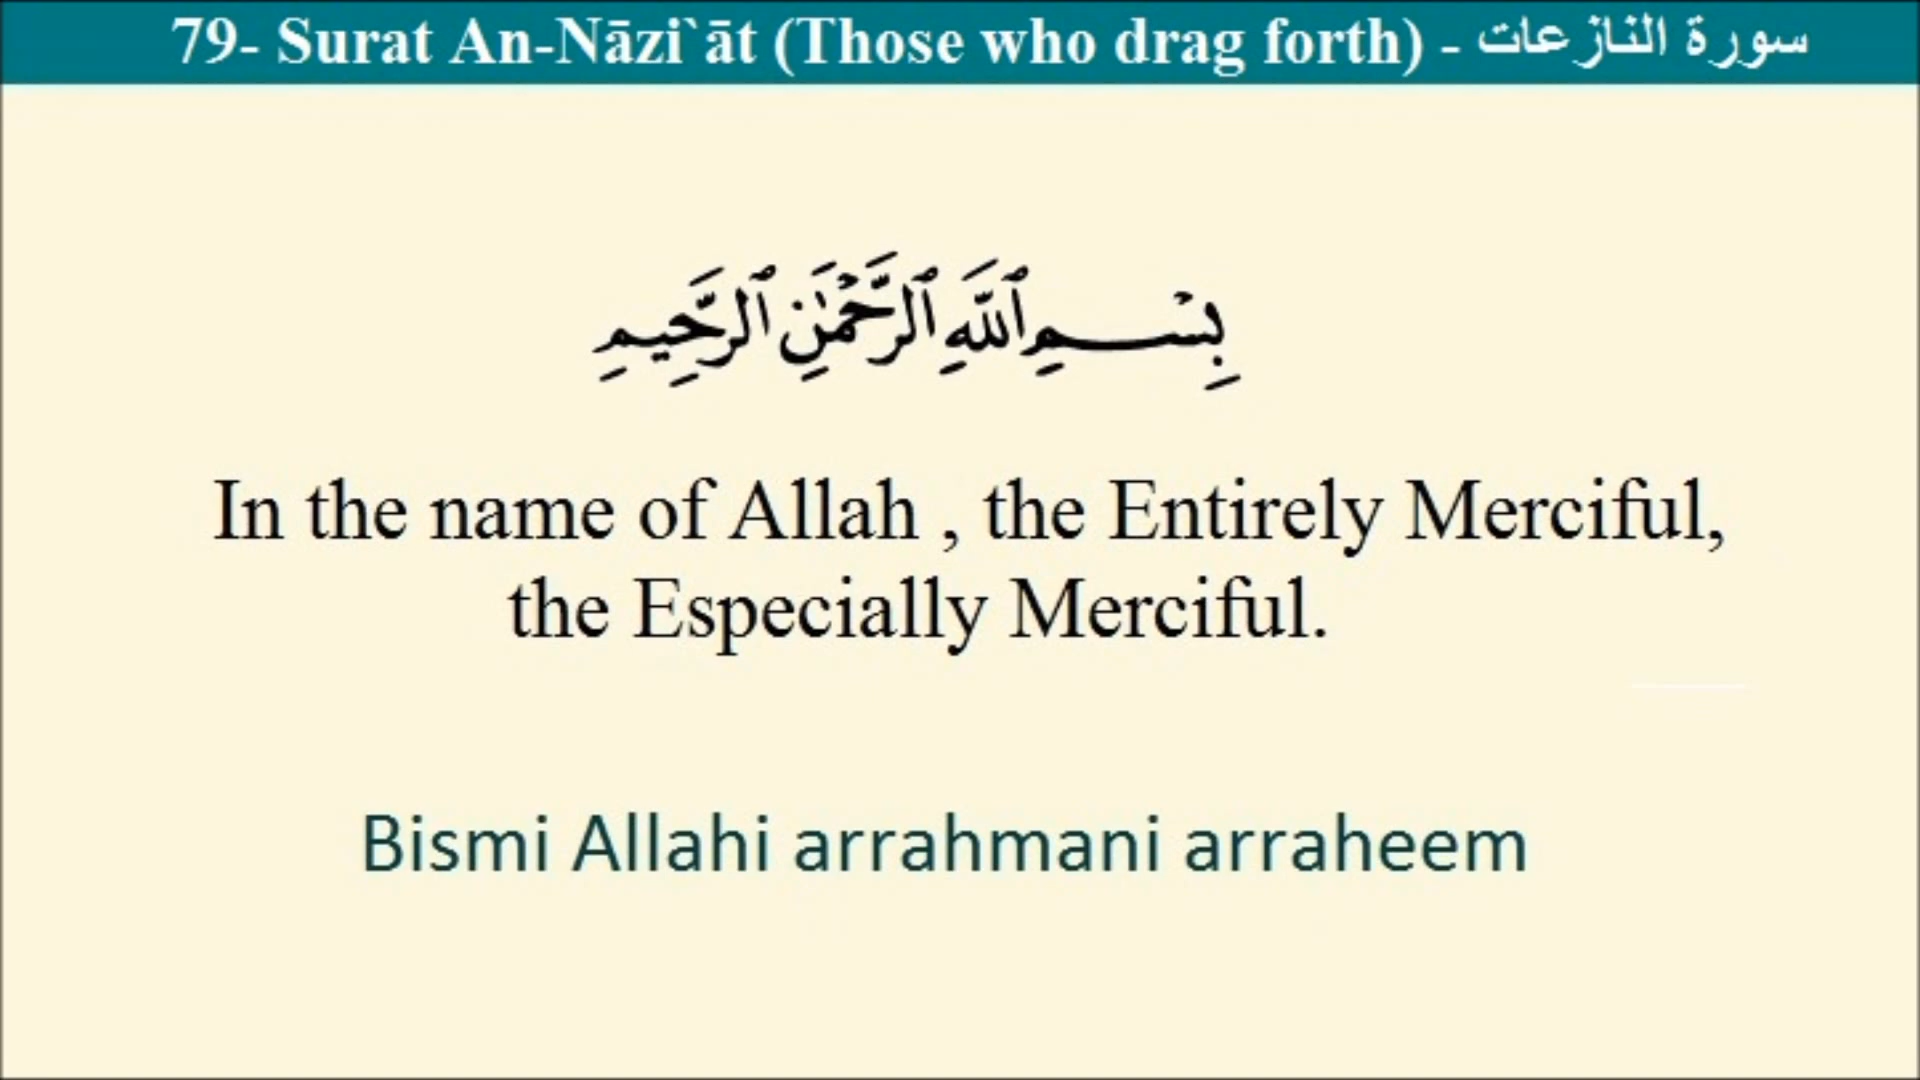 79- Surat An-Nāzi`āt (Those who drag forth) - سورة النازعات
بِسْمِ ٱللَّهِ ٱلرَّحْمَٰنِ ٱلرَّحِيمِ
In the name of Allah , the Entirely Merciful,
the Especially Merciful.
Bismi Allahi arrahmani arraheem